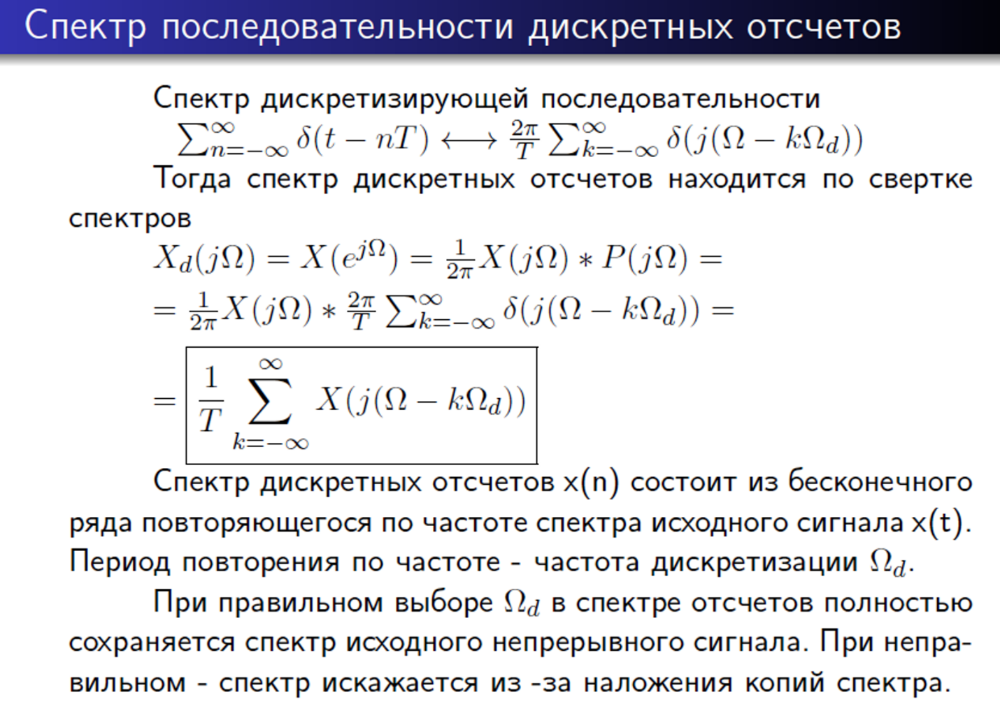 Спектр последовательности дискретных отсчетов
Спектр дискретизирующей последовательности
$\sum_{n=-\infty}^{\infty} \delta(t - nT) \longleftrightarrow \frac{2\pi}{T} \sum_{k=-\infty}^{\infty} \delta(j(\Omega - k\Omega_d))$
Тогда спектр дискретных отсчетов находится по свертке
спектров
$X_d(j\Omega) = X(e^{j\Omega}) = \frac{1}{2\pi} X(j\Omega) * P(j\Omega) =$
$= \frac{1}{2\pi} X(j\Omega) * \frac{2\pi}{T} \sum_{k=-\infty}^{\infty} \delta(j(\Omega - k\Omega_d)) =$
$= \boxed{\frac{1}{T} \sum_{k=-\infty}^{\infty} X(j(\Omega - k\Omega_d))}$
Спектр дискретных отсчетов x(n) состоит из бесконечного
ряда повторяющегося по частоте спектра исходного сигнала x(t).
Период повторения по частоте - частота дискретизации $\Omega_d$.
При правильном выборе $\Omega_d$ в спектре отсчетов полностью
сохраняется спектр исходного непрерывного сигнала. При непра-
вильном - спектр искажается из -за наложения копий спектра.